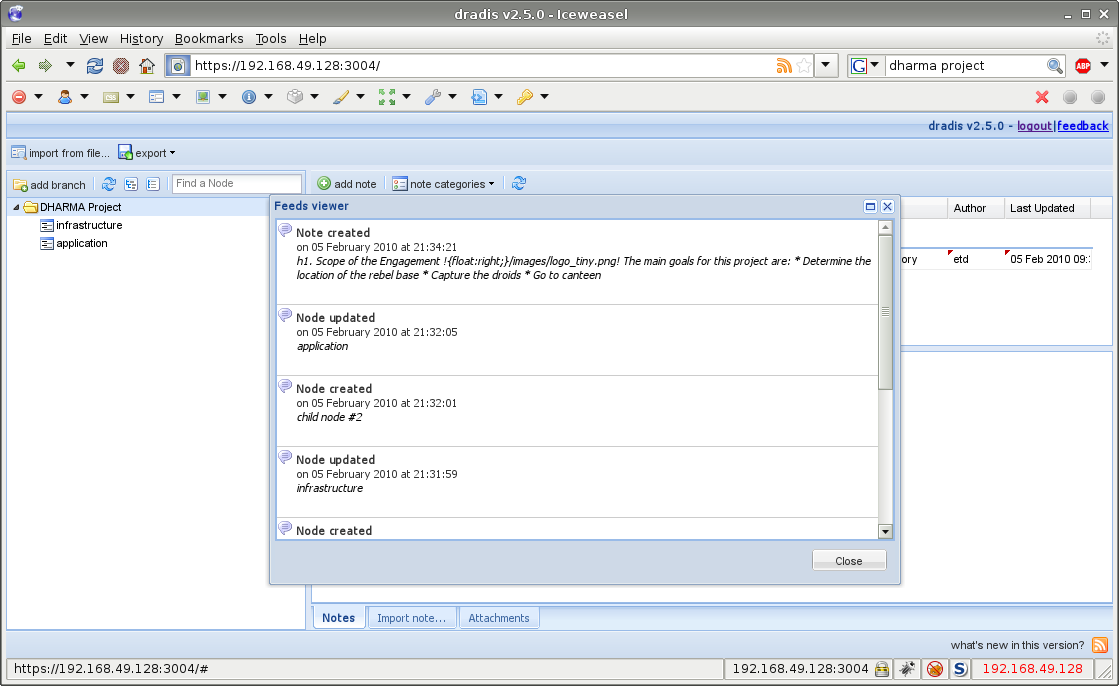 dradis v2.5.0 - Iceweasel
File Edit View History Bookmarks Tools Help
https://192.168.49.128:3004/
G
dharma project
ABP
CSS
dradis v2.5.0 - logout|feedback
import from file... export
add branch
Find a Node
add note
note categories
DHARMA Project
infrastructure
application
Feeds viewer
Author
Last Updated
ory
etd
05 Feb 2010 09:
Note created
on 05 February 2010 at 21:34:21
h1. Scope of the Engagement !{float:right;}/images/logo_tiny.png! The main goals for this project are: * Determine the
location of the rebel base * Capture the droids * Go to canteen
Node updated
on 05 February 2010 at 21:32:05
application
Node created
on 05 February 2010 at 21:32:01
child node #2
Node updated
on 05 February 2010 at 21:31:59
infrastructure
Node created
Close
Notes
Import note...
Attachments
what's new in this version?
https://192.168.49.128:3004/#
192.168.49.128:3004
S
192.168.49.128